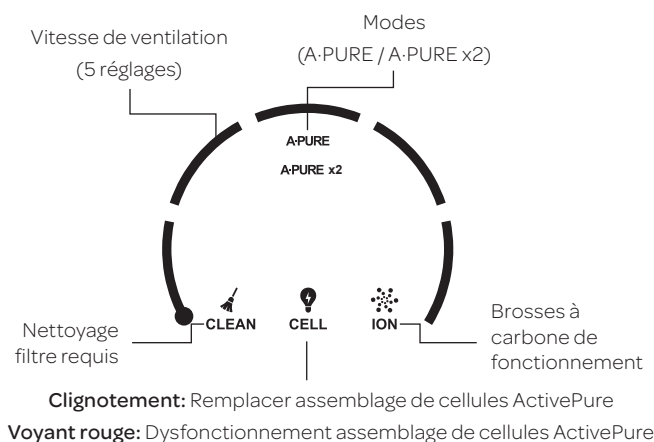 Modes
(A·PURE / A·PURE x2)
Vitesse de ventilation
(5 réglages)
A·PURE
A·PURE x2
CLEAN
CELL
ION
Nettoyage
filtre requis
Brosses à
carbone de
fonctionnement
Clignotement: Remplacer assemblage de cellules ActivePure
Voyant rouge: Dysfonctionnement assemblage de cellules ActivePure